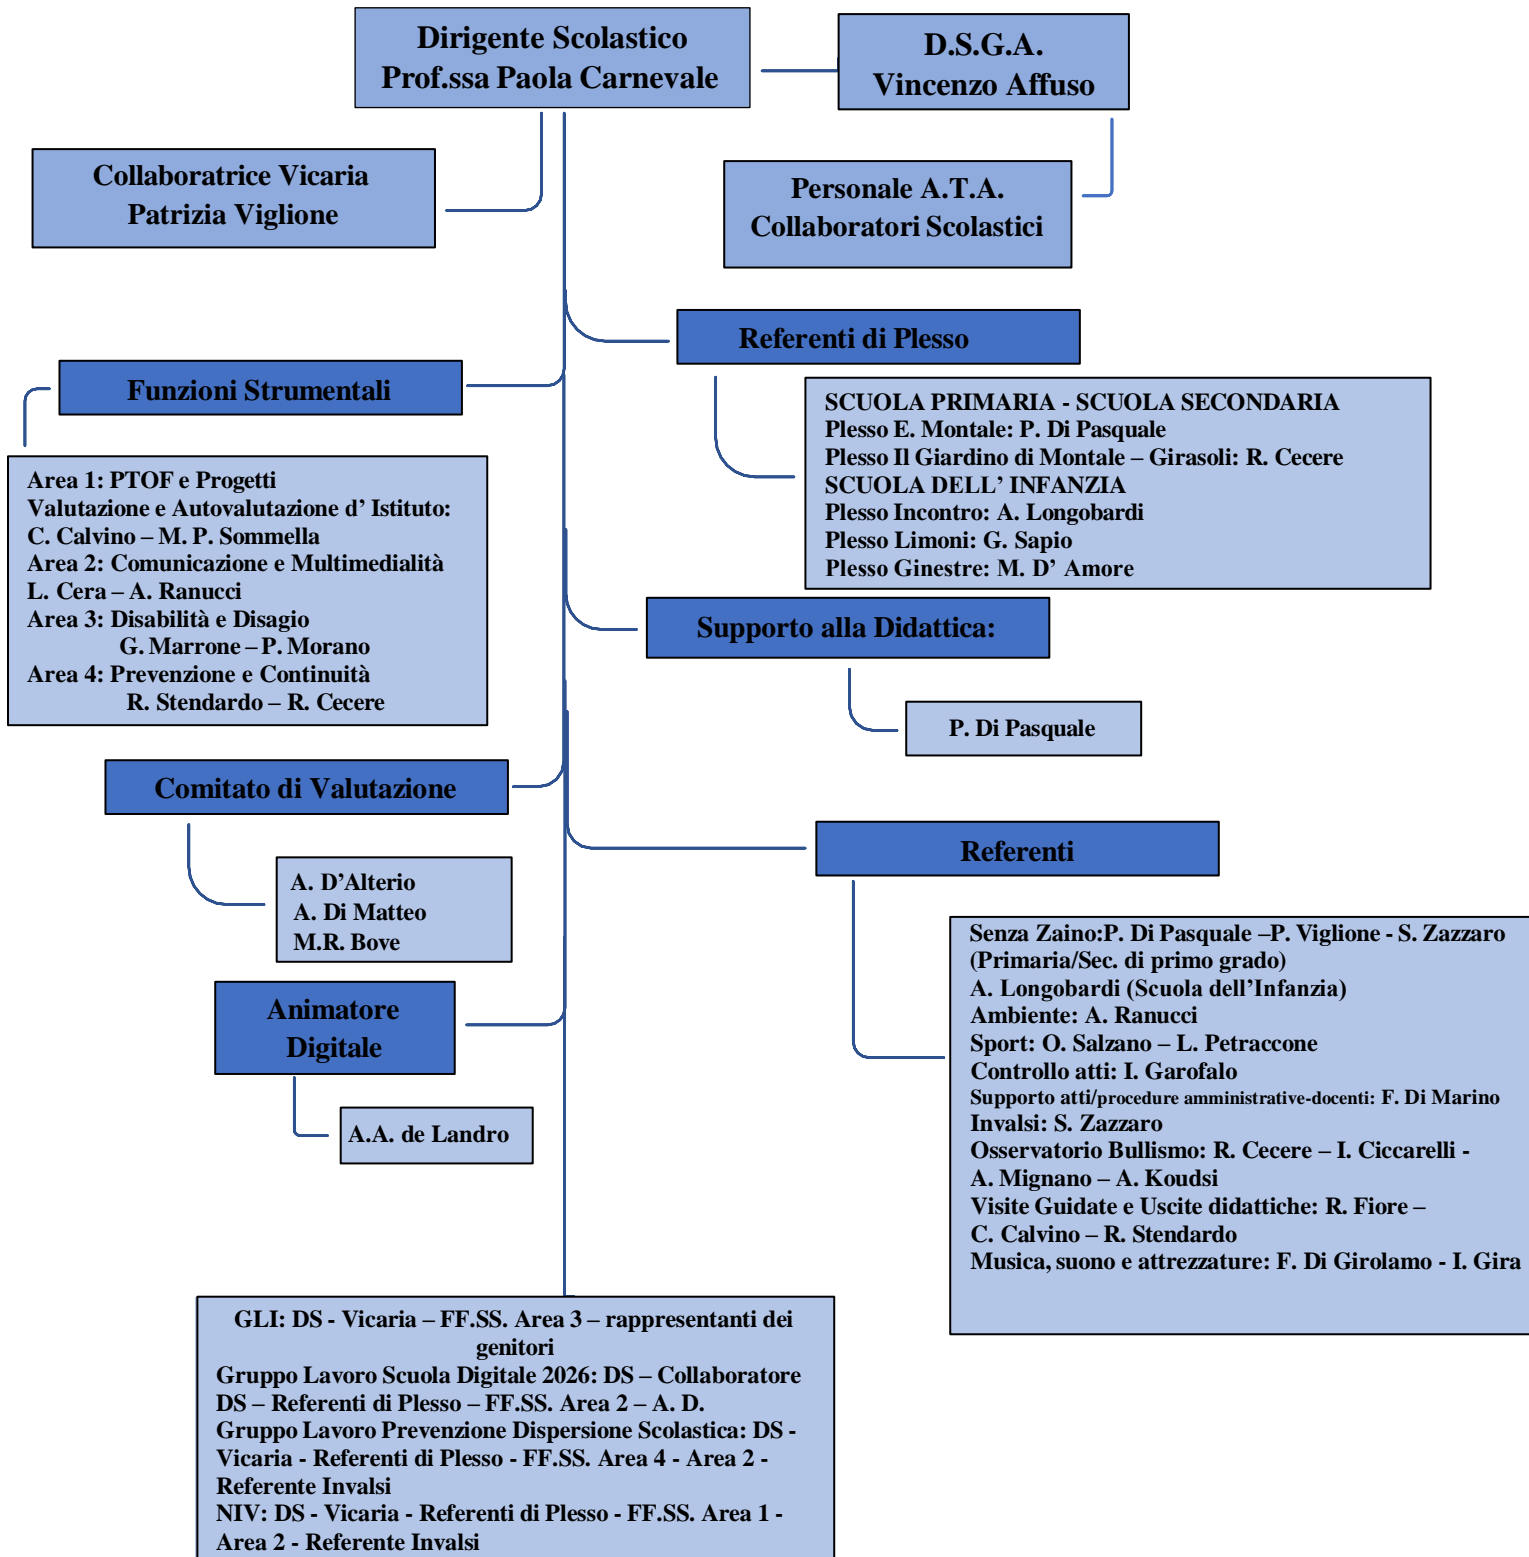 Dirigente Scolastico
Prof.ssa Paola Carnevale
D.S.G.A.
Vincenzo Affuso
Collaboratrice Vicaria
Patrizia Viglione
Personale A.T.A.
Collaboratori Scolastici
Referenti di Plesso
SCUOLA PRIMARIA - SCUOLA SECONDARIA
Plesso E. Montale: P. Di Pasquale
Plesso Il Giardino di Montale – Girasoli: R. Cecere
SCUOLA DELL’ INFANZIA
Plesso Incontro: A. Longobardi
Plesso Limoni: G. Sapio
Plesso Ginestre: M. D’ Amore
Funzioni Strumentali
Area 1: PTOF e Progetti
Valutazione e Autovalutazione d’ Istituto:
C. Calvino – M. P. Sommella
Area 2: Comunicazione e Multimedialità
L. Cera – A. Ranucci
Area 3: Disabilità e Disagio
G. Marrone – P. Morano
Area 4: Prevenzione e Continuità
R. Stendardo – R. Cecere
Supporto alla Didattica:
P. Di Pasquale
Comitato di Valutazione
A. D’Alterio
A. Di Matteo
M.R. Bove
Referenti
Senza Zaino:P. Di Pasquale –P. Viglione - S. Zazzaro
(Primaria/Sec. di primo grado)
A. Longobardi (Scuola dell’Infanzia)
Ambiente: A. Ranucci
Sport: O. Salzano – L. Petraccone
Controllo atti: I. Garofalo
Supporto atti/procedure amministrative-docenti: F. Di Marino
Invalsi: S. Zazzaro
Osservatorio Bullismo: R. Cecere – I. Ciccarelli -
A. Mignano – A. Koudsi
Visite Guidate e Uscite didattiche: R. Fiore –
C. Calvino – R. Stendardo
Musica, suono e attrezzature: F. Di Girolamo - I. Gira
Animatore
Digitale
A.A. de Landro
GLI: DS - Vicaria – FF.SS. Area 3 – rappresentanti dei
genitori
Gruppo Lavoro Scuola Digitale 2026: DS – Collaboratore
DS – Referenti di Plesso – FF.SS. Area 2 – A. D.
Gruppo Lavoro Prevenzione Dispersione Scolastica: DS -
Vicaria - Referenti di Plesso - FF.SS. Area 4 - Area 2 -
Referente Invalsi
NIV: DS - Vicaria - Referenti di Plesso - FF.SS. Area 1 -
Area 2 - Referente Invalsi